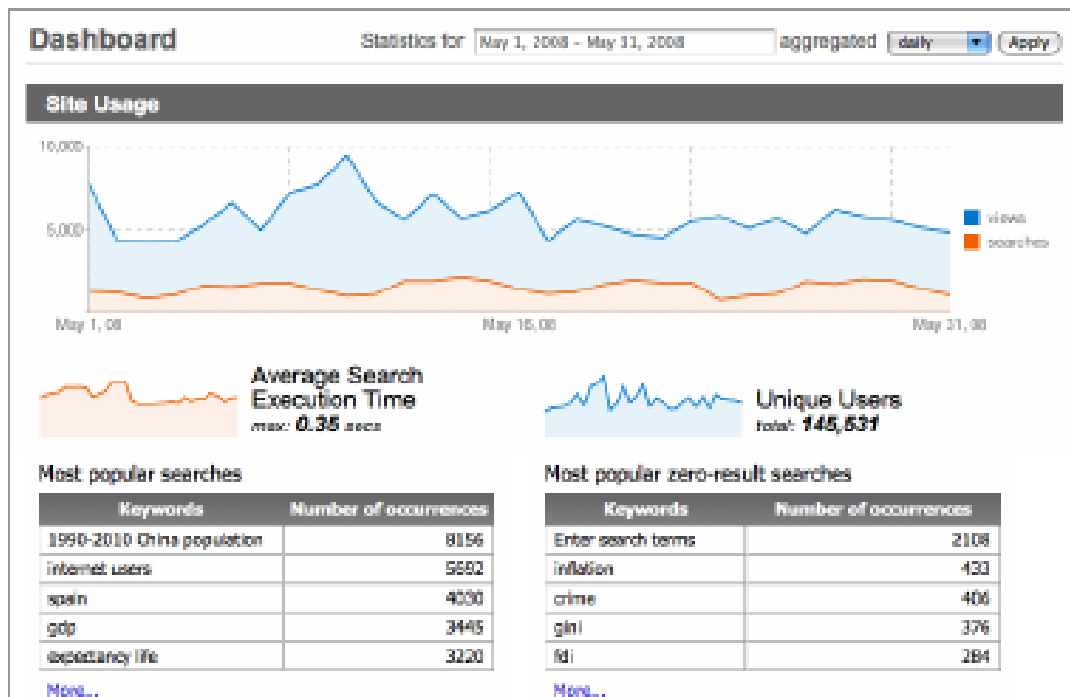 Dashboard Statistics for May 1, 2008 - May 31, 2008 aggregated daily Apply
Site Usage
10,000
5,000
views
searches
May 1, 08 May 16, 08 May 31, 08
Average Search
Execution Time
max: 0.35 secs
Unique Users
total: 145,531
Most popular searches
Keywords Number of occurrences
1990-2010 China population 8156
internet users 5692
spain 4030
gdp 3445
expectancy life 3220
More...
Most popular zero-result searches
Keywords Number of occurrences
Enter search terms 2108
inflation 433
crime 406
gini 376
fdi 284
More...